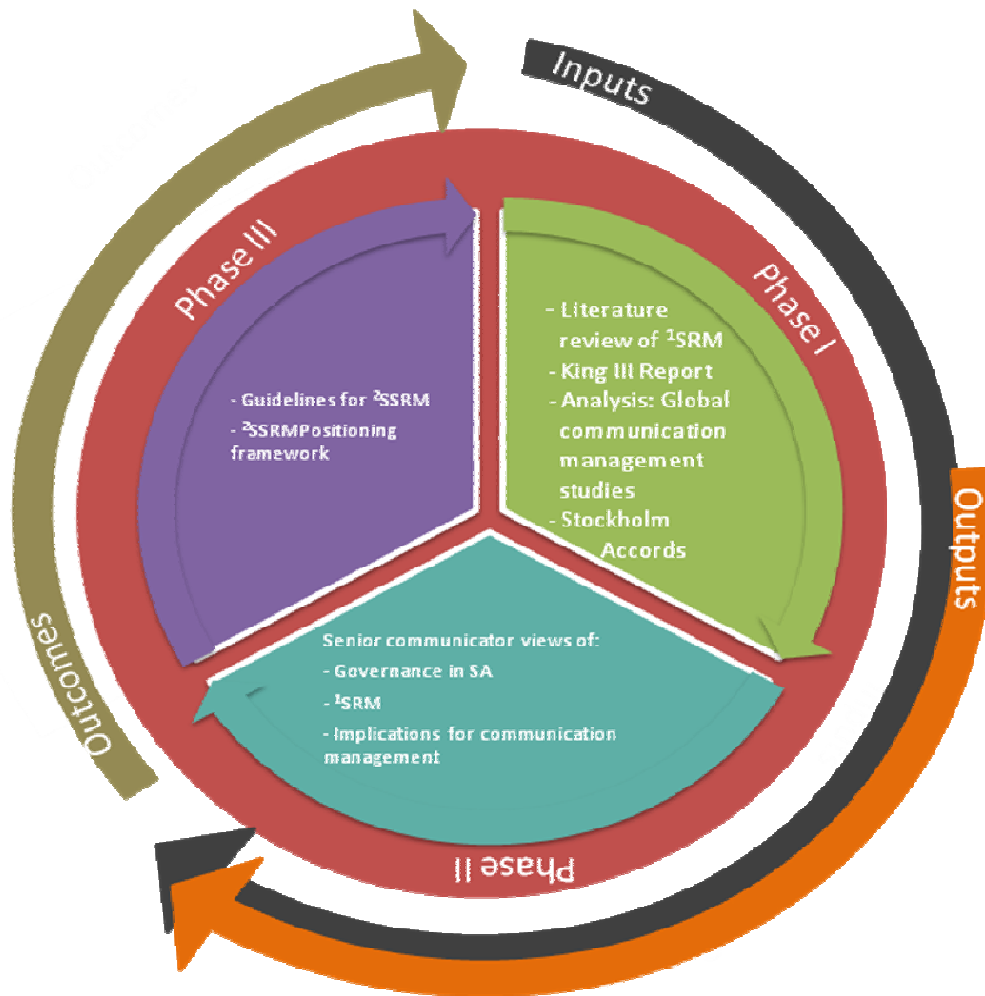 Inputs
Phase III
Phase I
- Literature
review of ¹SRM
- King III Report
- Analysis: Global
communication
management
studies
- Stockholm
Accords
- Guidelines for ²SSRM
- ²SSRMPositioning
framework
Outputs
Senior communicator views of:
- Governance in SA
- ¹SRM
- Implications for communication
management
Outcomes
Phase II